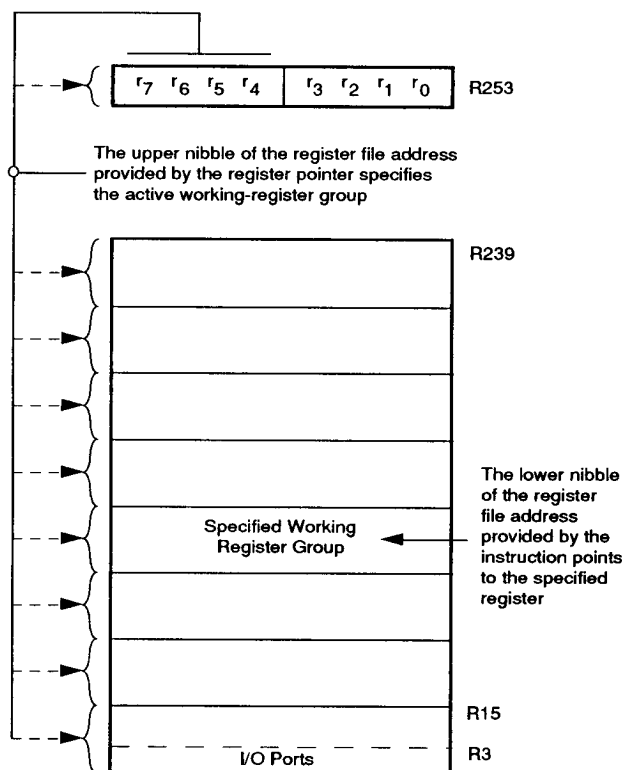 r7 r6 r5 r4 r3 r2 r1 r0 R253
The upper nibble of the register file address
provided by the register pointer specifies
the active working-register group
R239
The lower nibble
of the register
file address
provided by the
instruction points
to the specified
register
Specified Working
Register Group
R15
R3
I/O Ports